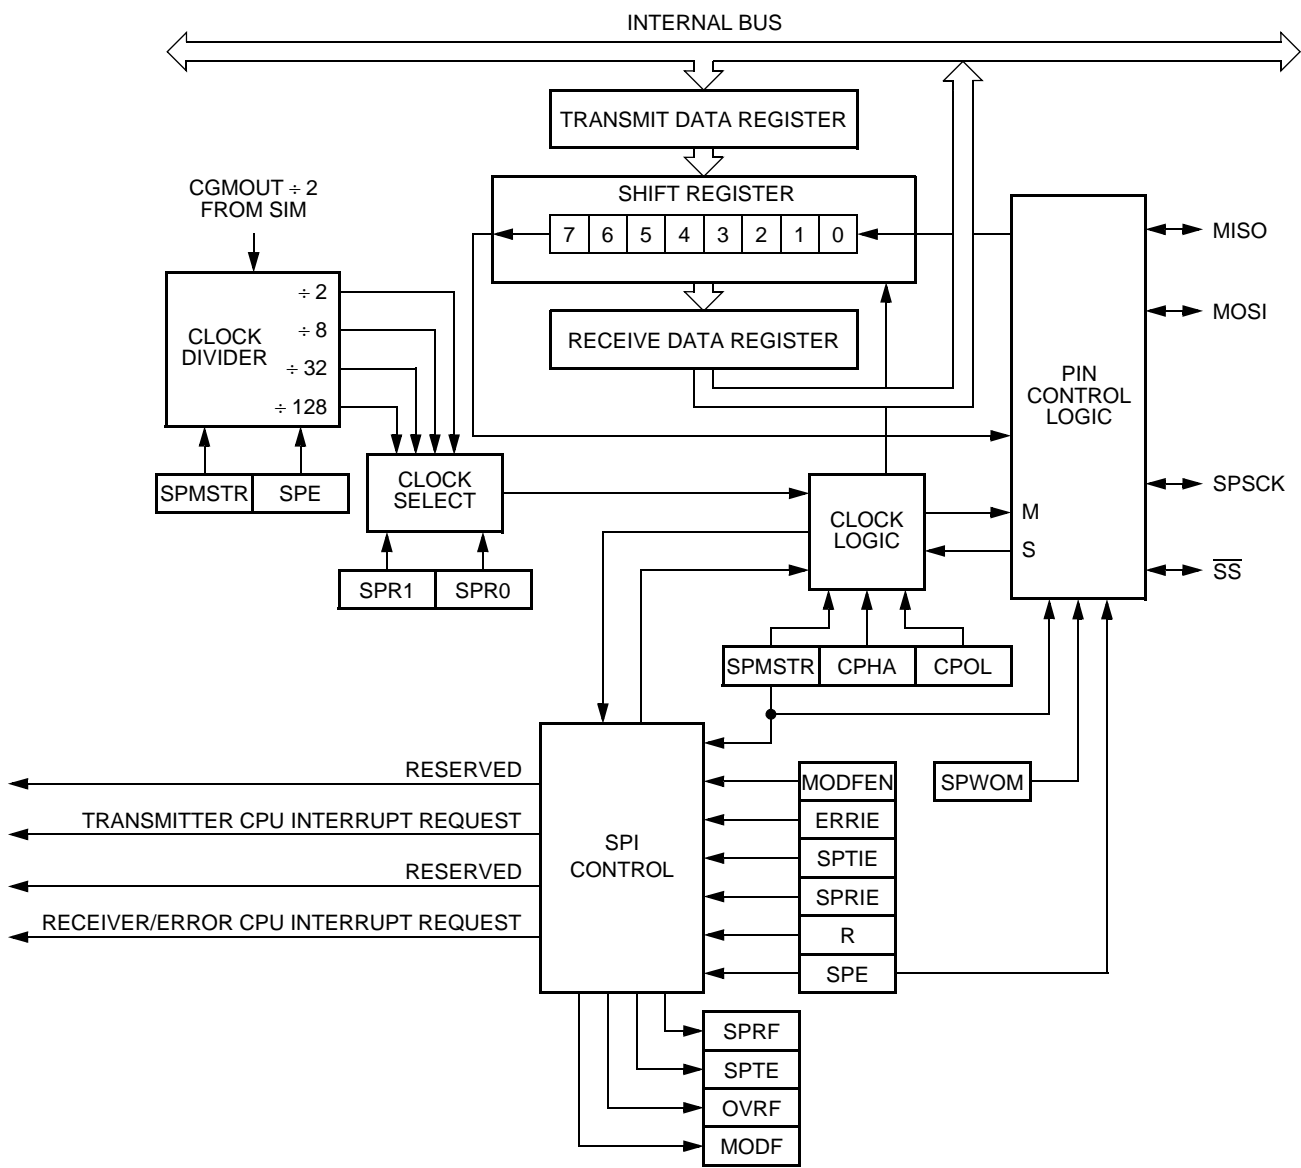 INTERNAL BUS
TRANSMIT DATA REGISTER
CGMOUT ÷ 2
FROM SIM
SHIFT REGISTER
7 6 5 4 3 2 1 0
MISO
÷ 2
CLOCK
DIVIDER
÷ 8
÷ 32
÷ 128
RECEIVE DATA REGISTER
MOSI
PIN
CONTROL
LOGIC
SPMSTR SPE
CLOCK
SELECT
SPSCK
CLOCK
LOGIC
M
S
SS
SPR1 SPR0
SPMSTR CPHA CPOL
RESERVED
MODFEN
SPWOM
TRANSMITTER CPU INTERRUPT REQUEST
ERRIE
SPI
CONTROL
SPTIE
RESERVED
SPRIE
RECEIVER/ERROR CPU INTERRUPT REQUEST
R
SPE
SPRF
SPTE
OVRF
MODF